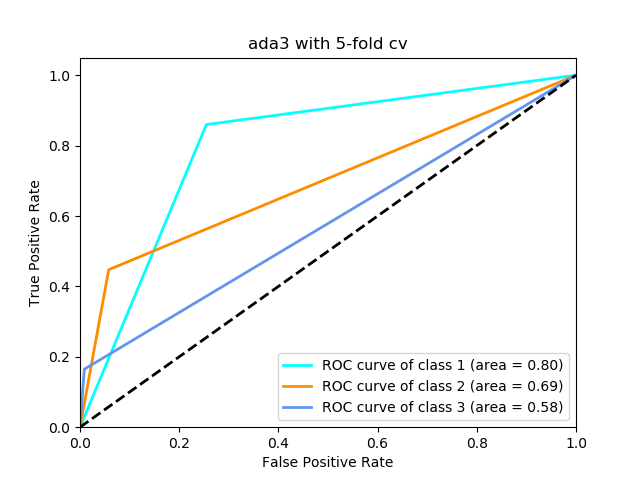 ada3 with 5-fold cv
1.0
0.8
0.6
0.4
0.2
0.0
True Positive Rate
ROC curve of class 1 (area = 0.80)
ROC curve of class 2 (area = 0.69)
ROC curve of class 3 (area = 0.58)
0.0 0.2 0.4 0.6 0.8 1.0
False Positive Rate